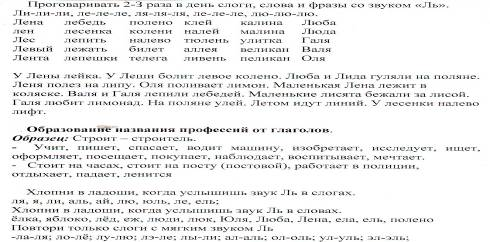 Проговаривать 2-3 раза в день слоги, слова и фразы со звуком «Ль».
Ли-ли-ли, ле-ле-ле, ля-ля-ля, ле-ле-ле, лю-лю-лю.
Лена лебедь полено клей калина Люба
лен лесенка колени налей малина Люда
Лес лепить налево тюлень улитка Галя
Левый лежать билет аллея великан Валя
Лента лепешки телега ливень пеликан Оля
У Лены лейка. У Леши болит левое колено. Люба и Лида гуляли на поляне.
Леня полез на липу. Оля поливает лимон. Маленькая Лена лежит в
коляске. Валя и Галя лепили лебедей. Маленькие лисята бежали за лисой.
Галя любит лимонад. На поляне улей. Летом идут линий. У лесенки налево
лифт.
Образование названия профессий от глаголов.
Образец: Строит – строитель.
- Учит, пишет, спасает, водит машину, изобретает, исследует, ищет,
оформляет, посещает, покупает, наблюдает, воспитывает, мечтает.
- Стоит на часах, стоит на посту (постовой), работает в полиции,
отдыхает, падает, ленится
Хлопни в ладоши, когда услышишь звук Ль в слогах.
ля, я, ли, аль, ай, лю, юль, ле, ель;
Хлопни в ладоши, когда услышишь звук Ль в словах.
ёлка, яблоко, лёд, еж, люди, люк, Юля, Люба, Лена, ела, ель, полено
Повтори только слоги с мягким звуком Ль
-ла-ля; ло-лё; лу-лю; лэ-ле; лы-ли; ал-аль; ол-оль; ул-уль; эл-эль;